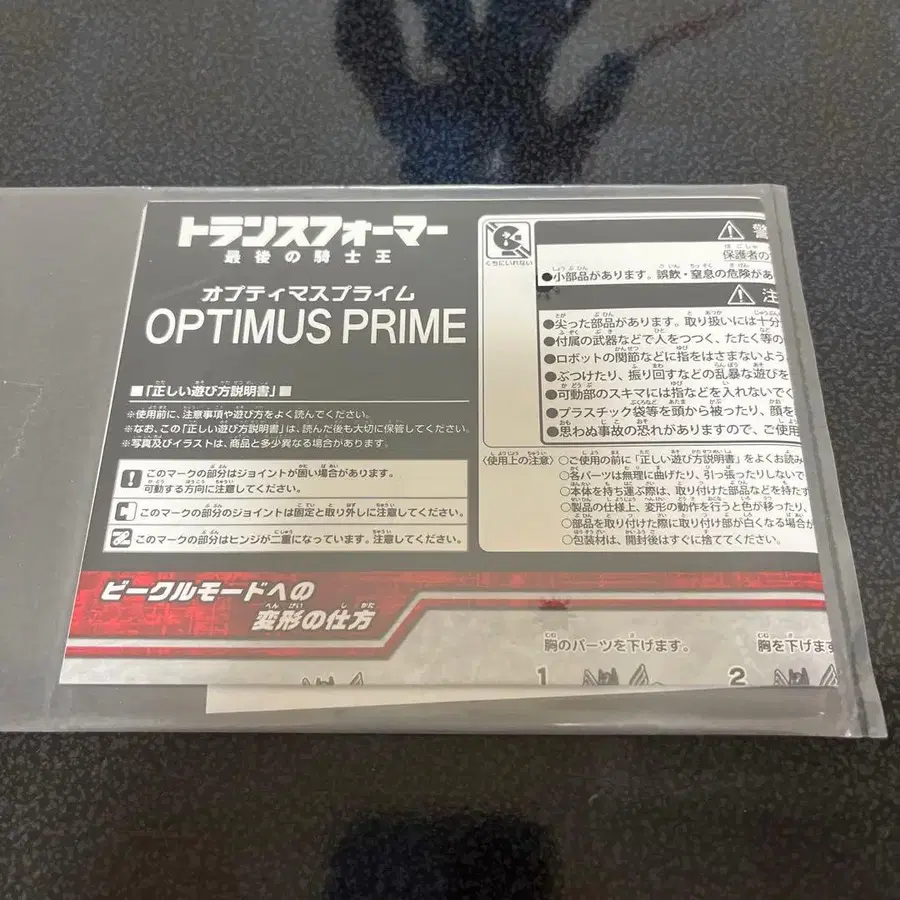 トランスフォーマー
最後の騎士王
オプティマスプライム
OPTIMUS PRIME
■「正しい遊び方説明書」■
※使用前に、注意事項や遊び方をよく読んでください。
※なお、この「正しい遊び方説明書」は、読んだ後も大切に保管してください。
※写真及びイラストは、商品と多少異なる場合があります。
このマークの部分はジョイントが固い場合があります。
可動する方向に注意してください。
このマークの部分のジョイントは固定と取り外しに注意してください。
このマークの部分はヒンジが二重になっています。注意してください。
くちにいれない
警
保護者の
●小部品があります。誤飲・窒息の危険があ
注
●尖った部品があります。取り扱いには十分
●付属の武器などで人をつつく、たたく等の
●ロボットの関節などに指をはさまないよう
●ぶつけたり、振り回すなどの乱暴な遊びを
●可動部のスキマには指などを入れないでく
●プラスチック袋等を頭から被ったり、顔を
●思わぬ事故の恐れがありますので、ご使用
〈使用上の注意〉
○ご使用の前に「正しい遊び方説明書」をよくお読み
○各パーツは無理に曲げたり、引っ張ったりしないで
○本体を持ち運ぶ際は、取り付けた部品などを持たず
○製品の仕様上、変形の動作を行うと色が移ったり、
○部品を取り付けた際に取り付け部が白くなる場合が
○包装材は、開封後はすぐに捨ててください。
ビークルモードへの
変形の仕方
胸のパーツを下げます。
胸を下げます
1
2